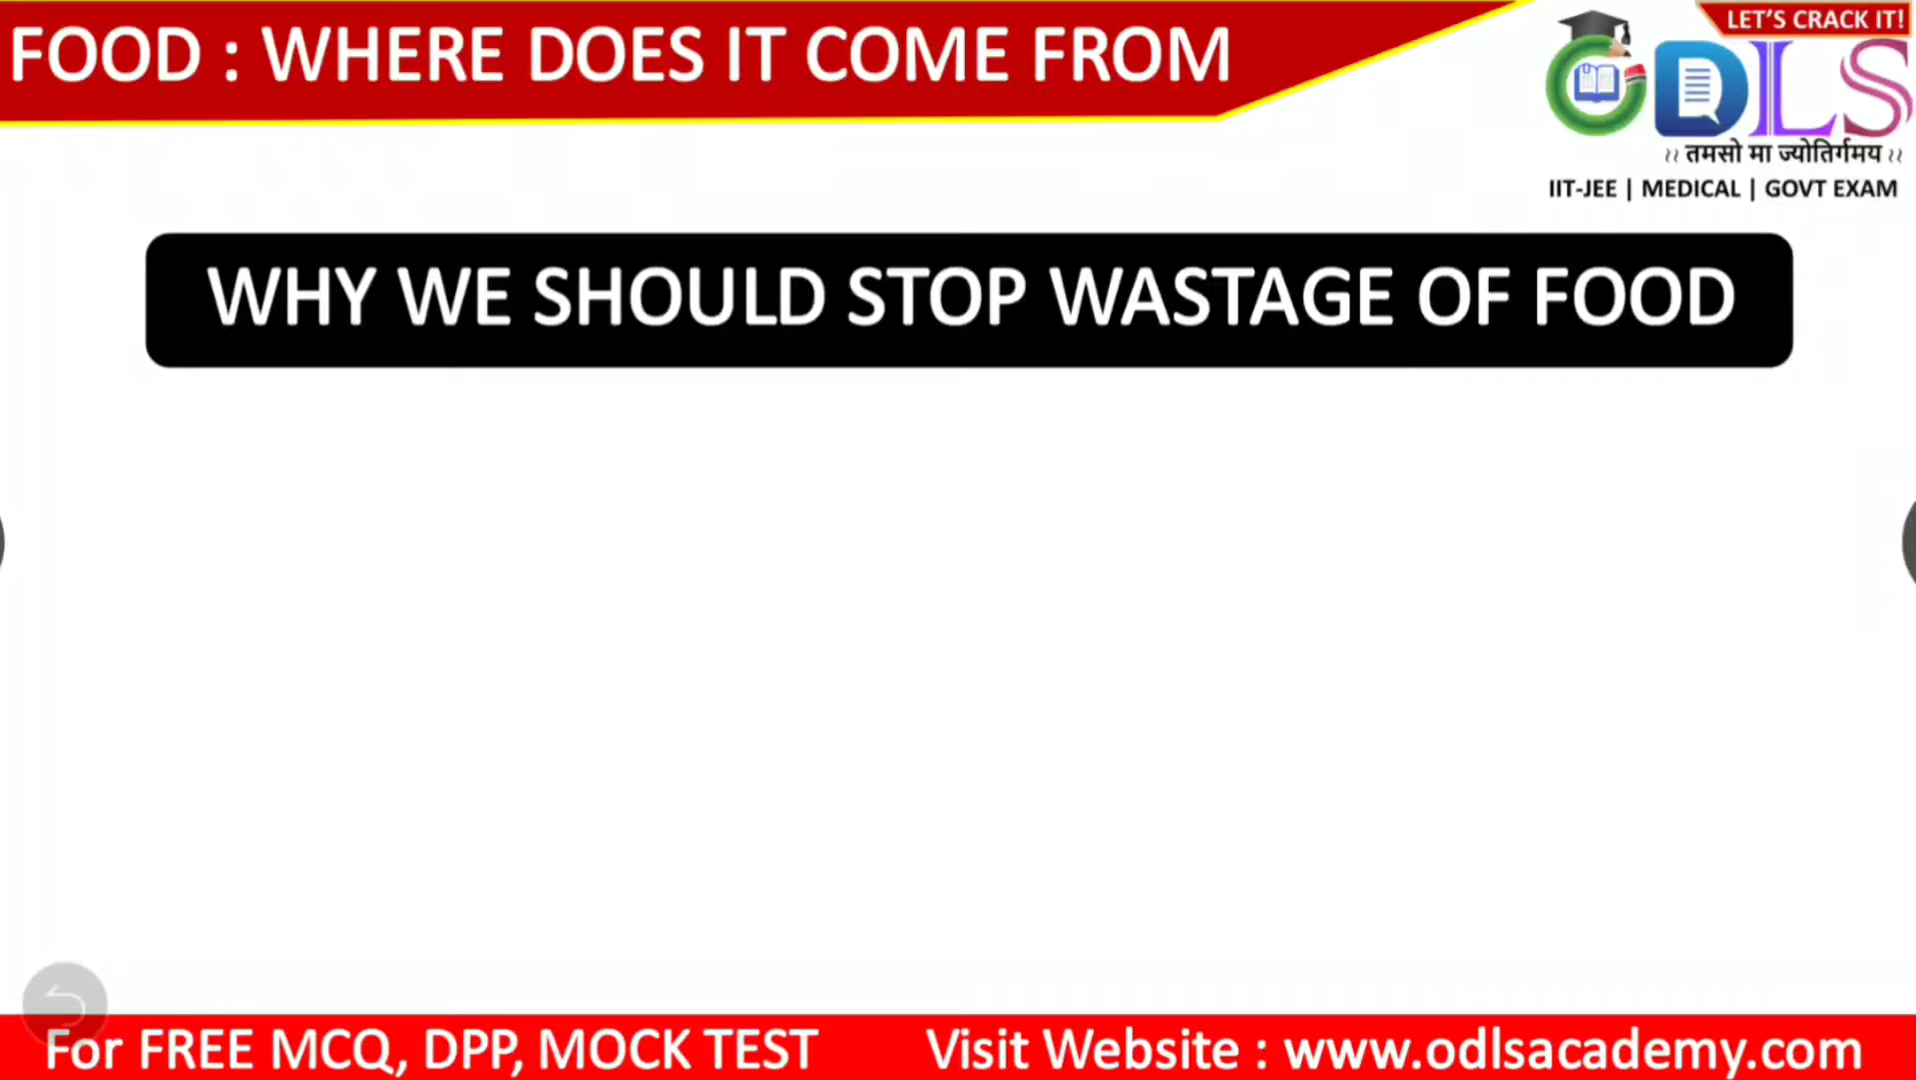 FOOD : WHERE DOES IT COME FROM
LET'S CRACK IT!
ODLS
~~ तमसो मा ज्योतिर्गमय ~~
IIT-JEE | MEDICAL | GOVT EXAM
WHY WE SHOULD STOP WASTAGE OF FOOD
For FREE MCQ, DPP, MOCK TEST Visit Website : www.odlsacademy.com